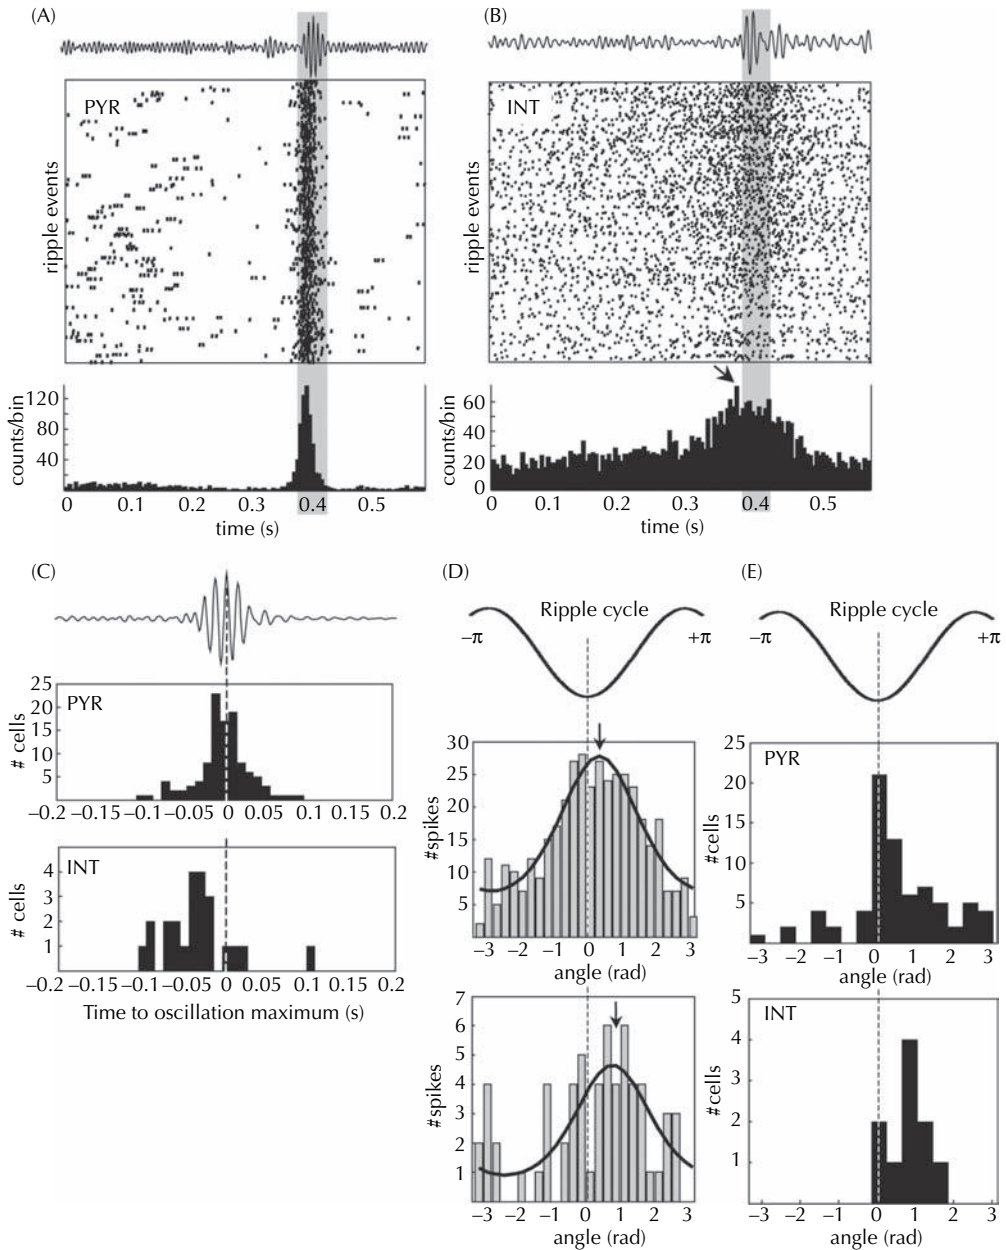 (A)
PYR
ripple events
counts/bin
120
80
40
0 0.1 0.2 0.3 0.4 0.5
time (s)
(B)
INT
ripple events
counts/bin
60
40
20
0
0 0.1 0.2 0.3 0.4 0.5
time (s)
(C)
PYR
# cells
25
20
15
10
5
−0.2 −0.15 −0.1 −0.05 0 0.05 0.1 0.15 0.2
INT
# cells
4
3
2
1
−0.2 −0.15 −0.1 −0.05 0 0.05 0.1 0.15 0.2
Time to oscillation maximum (s)
(D)
Ripple cycle
−π +π
#spikes
30
25
20
15
10
5
−3 −2 −1 0 1 2 3
angle (rad)
#spikes
7
6
5
4
3
2
1
−3 −2 −1 0 1 2 3
angle (rad)
(E)
Ripple cycle
−π +π
PYR
#cells
25
20
15
10
5
−3 −2 −1 0 1 2 3
angle (rad)
INT
#cells
5
4
3
2
1
−3 −2 −1 0 1 2 3
angle (rad)